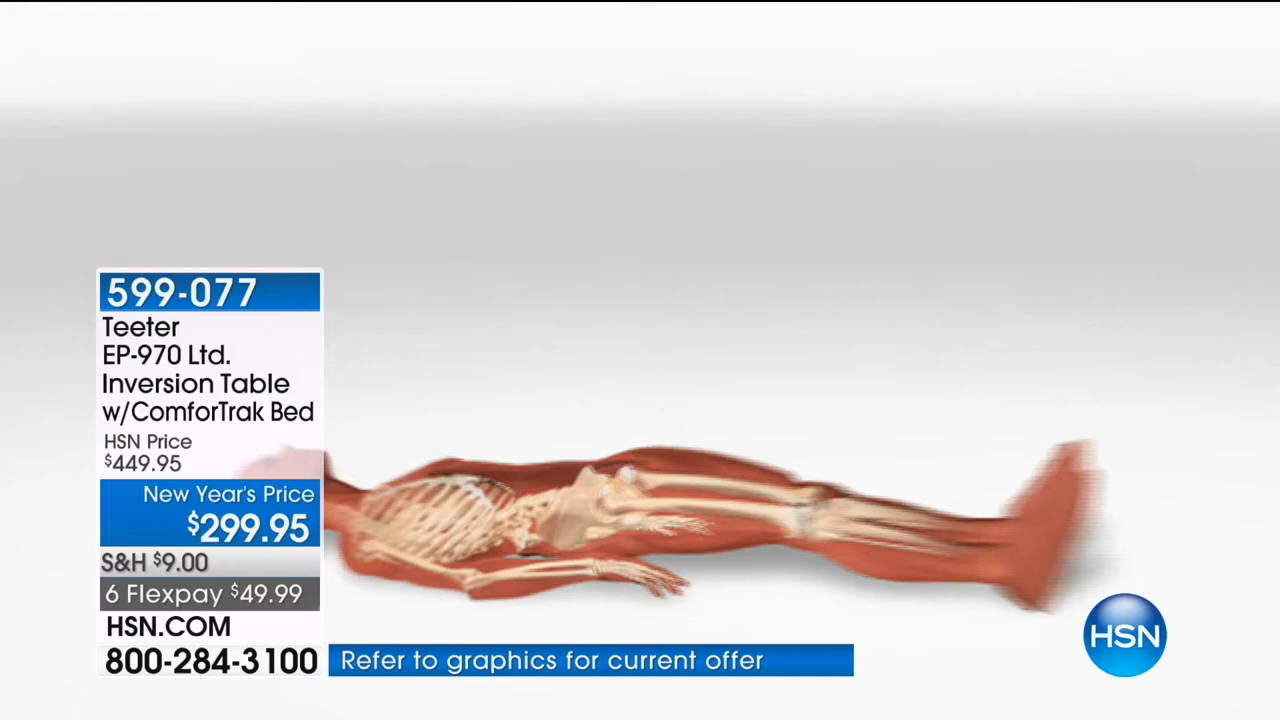 599-077
Teeter
EP-970 Ltd.
Inversion Table
w/ComforTrak Bed
HSN Price
$449.95
New Year's Price
$299.95
S&H $9.00
6 Flexpay $49.99
HSN.COM
800-284-3100
Refer to graphics for current offer
HSN